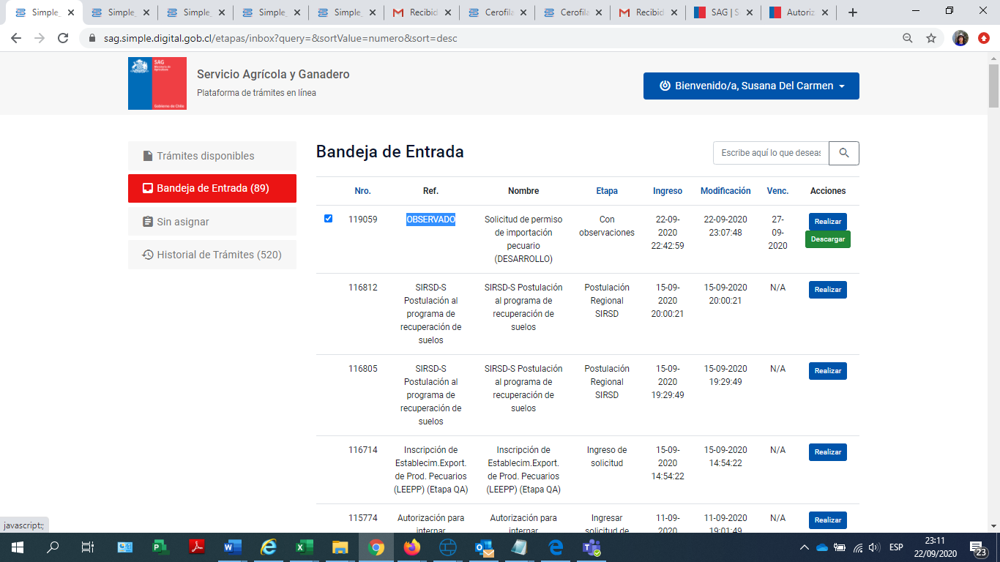 Simple_
Simple_
Simple_
Simple_
Simple_
Recibid
Cerofila
Cerofila
Recibid
SAG | S
Autoriz
sag.simple.digital.gob.cl/etapas/inbox?query=&sortValue=numero&sort=desc
SAG
Ministerio de Agricultura
Gobierno de Chile
Servicio Agrícola y Ganadero
Plataforma de trámites en línea
Bienvenido/a, Susana Del Carmen
Trámites disponibles
Bandeja de Entrada (89)
Sin asignar
Historial de Trámites (520)
Bandeja de Entrada
Escribe aquí lo que deseas
Nro. Ref. Nombre Etapa Ingreso Modificación Venc. Acciones
119059 OBSERVADO Solicitud de permiso Con 22-09- 22-09-2020 27- Realizar
de importación observaciones 2020 23:07:48 09- Descargar
pecuario 22:42:59 2020
(DESARROLLO)
116812 SIRSD-S SIRSD-S Postulación Postulación 15-09- 15-09-2020 N/A Realizar
Postulación al al programa de Regional 2020 20:00:21
programa de recuperación de SIRSD 20:00:21
recuperación de suelos
suelos
116805 SIRSD-S SIRSD-S Postulación Postulación 15-09- 15-09-2020 N/A Realizar
Postulación al al programa de Regional 2020 19:29:49
programa de recuperación de SIRSD 19:29:49
recuperación de suelos
suelos
116714 Inscripción de Inscripción de Ingreso de 15-09- 15-09-2020 N/A Realizar
Establecim.Export. Establecim.Export. solicitud 2020 14:54:22
de Prod. Pecuarios de Prod. Pecuarios 14:54:22
(LEEPP) (Etapa QA) (LEEPP) (Etapa QA)
115774 Autorización para Autorización para Ingresar 11-09- 11-09-2020 N/A Realizar
internar internar solicitud de 2020 19:01:49
javascript:;
ESP
23:11
22/09/2020
23